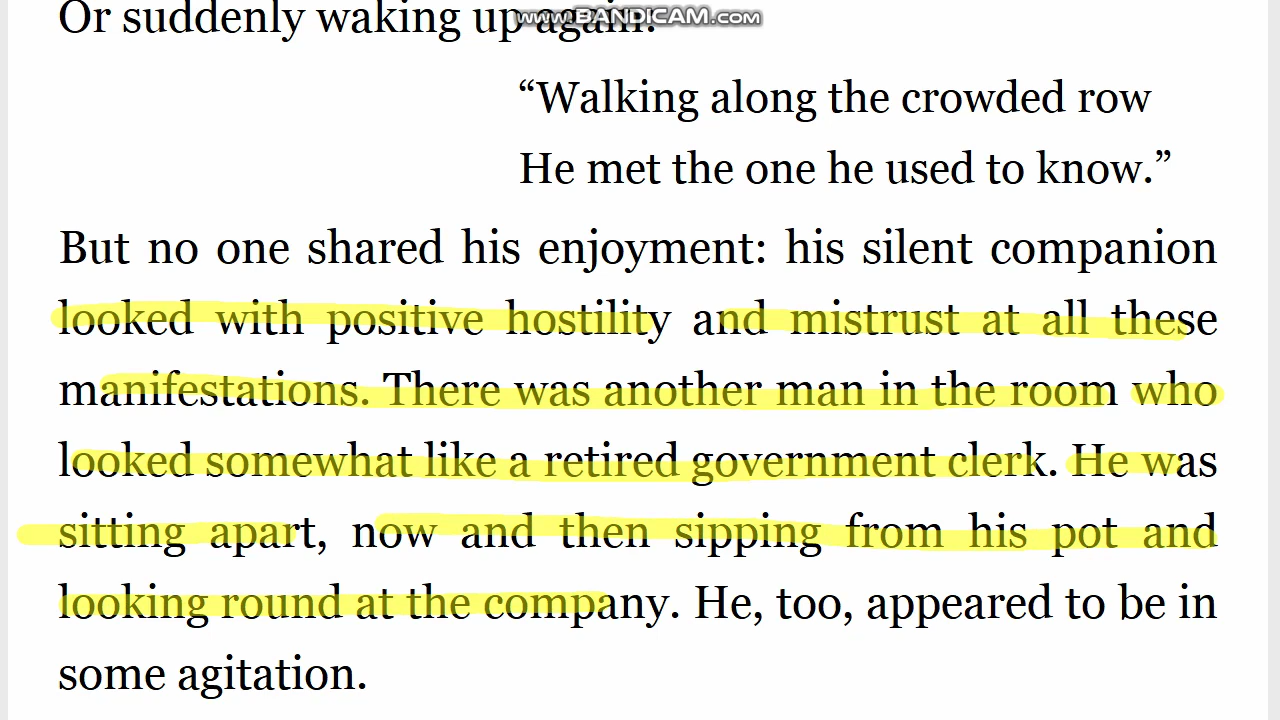 Or suddenly waking up again:
www.BANDICAM.com
“Walking along the crowded row
He met the one he used to know.”
But no one shared his enjoyment: his silent companion
looked with positive hostility and mistrust at all these
manifestations. There was another man in the room who
looked somewhat like a retired government clerk. He was
sitting apart, now and then sipping from his pot and
looking round at the company. He, too, appeared to be in
some agitation.